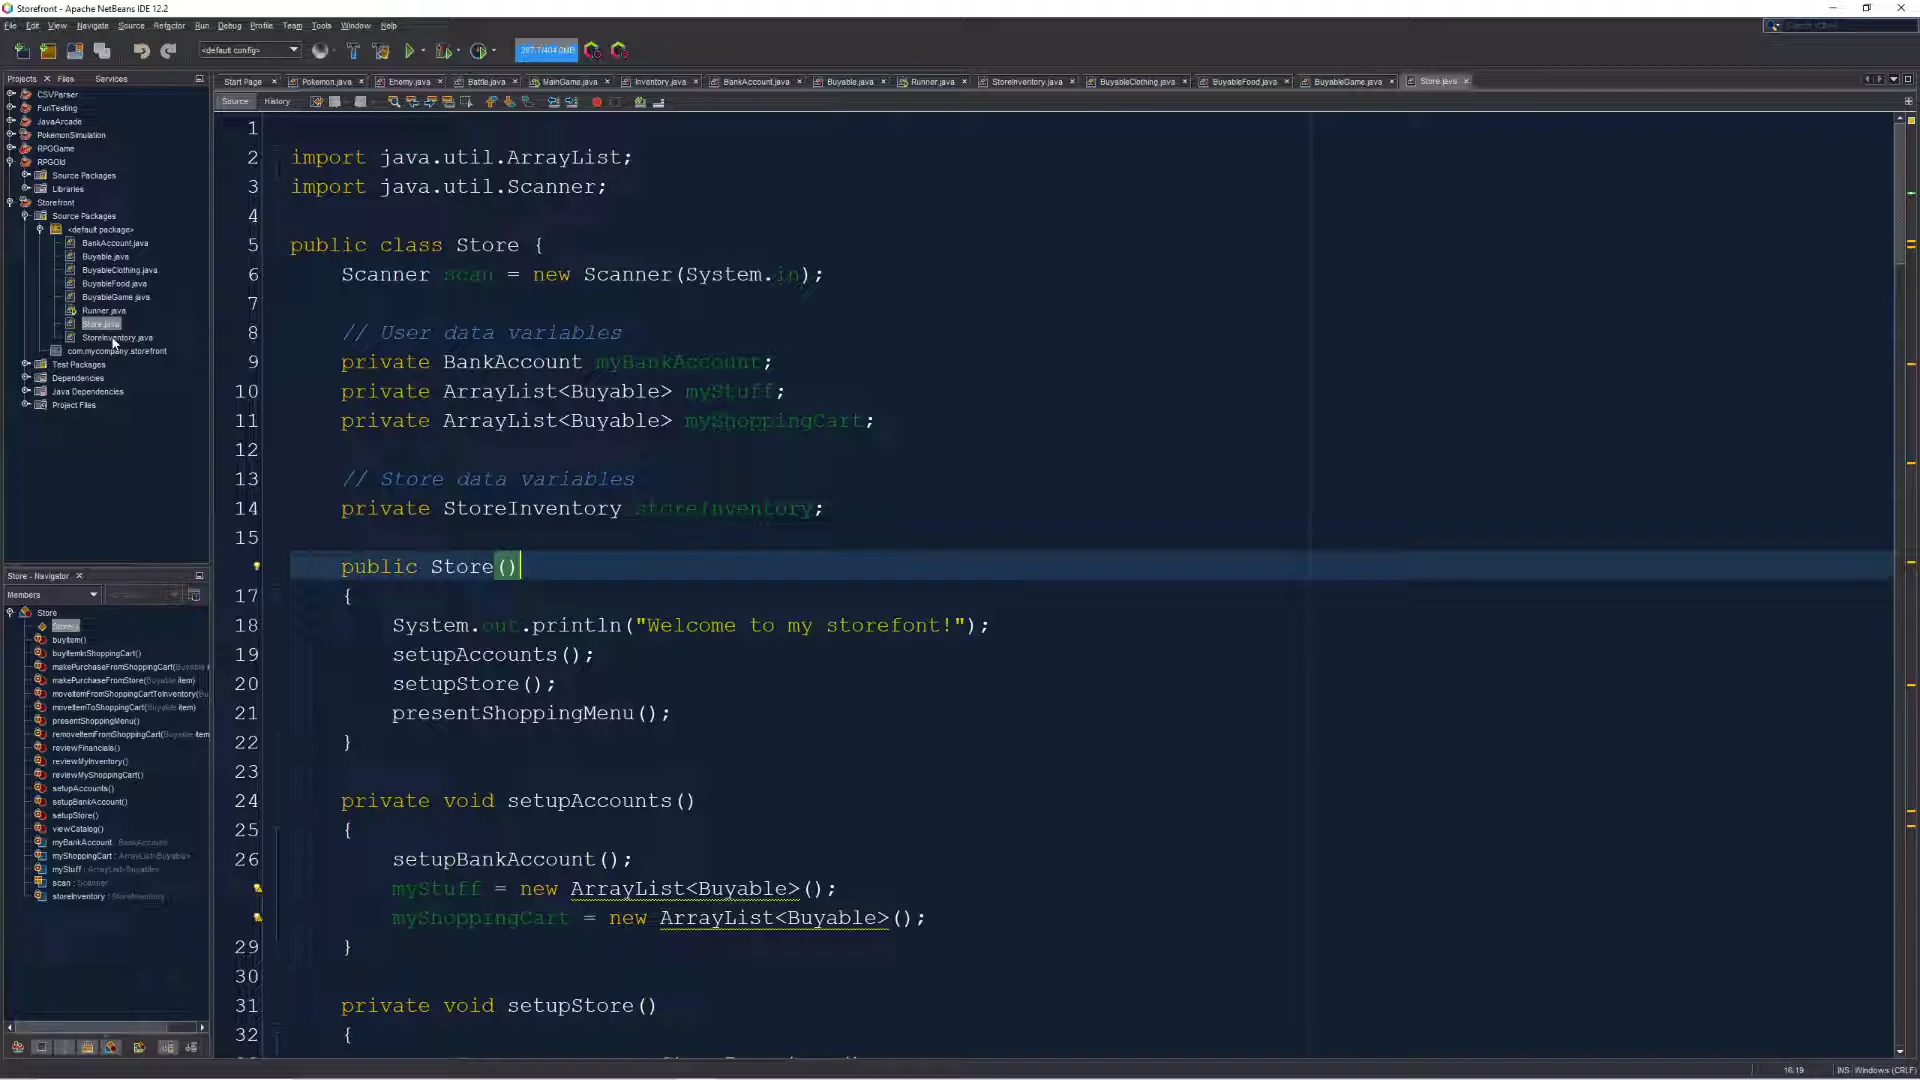 Storefront - Apache NetBeans IDE 12.2
File Edit View Navigate Source Refactor Run Debug Profile Team Tools Window Help
<default config>
Projects Files Services
Start Page Pokemon.java Enemy.java Battle.java MainGame.java Inventory.java BankAccount.java Buyable.java Runner.java StoreInventory.java BuyableClothing.java BuyableFood.java BuyableGame.java Store.java
Source History
CSVParser
FunTesting
JavaArcade
PokemonSimulation
RPGGame
RPGOld
Source Packages
Libraries
Storefront
Source Packages
<default package>
BankAccount.java
Buyable.java
BuyableClothing.java
BuyableFood.java
BuyableGame.java
Runner.java
Store.java
StoreInventory.java
com.mycompany.storefront
Test Packages
Dependencies
Java Dependencies
Project Files
Store - Navigator
Members
Store
Store()
buyItem()
buyItemInShoppingCart()
makePurchaseFromShoppingCart(Buyable
makePurchaseFromStore(Buyable item)
moveItemFromShoppingCartToInventory(Bu
moveItemToShoppingCart(Buyable item)
presentShoppingMenu()
removeItemFromShoppingCart(Buyable item
reviewFinancials()
reviewMyInventory()
reviewMyShoppingCart()
setupAccounts()
setupBankAccount()
setupStore()
viewCatalog()
myBankAccount : BankAccount
myShoppingCart : ArrayList<Buyable>
myStuff : ArrayList<Buyable>
scan : Scanner
storeInventory : StoreInventory
1
2 import java.util.ArrayList;
3 import java.util.Scanner;
4
5 public class Store {
6 Scanner scan = new Scanner(System.in);
7
8 // User data variables
9 private BankAccount myBankAccount;
10 private ArrayList<Buyable> myStuff;
11 private ArrayList<Buyable> myShoppingCart;
12
13 // Store data variables
14 private StoreInventory storeInventory;
15
public Store()
17 {
18 System.out.println("Welcome to my storefont!");
19 setupAccounts();
20 setupStore();
21 presentShoppingMenu();
22 }
23
24 private void setupAccounts()
25 {
26 setupBankAccount();
myStuff = new ArrayList<Buyable>();
myShoppingCart = new ArrayList<Buyable>();
29 }
30
31 private void setupStore()
32 {
16:19 INS Windows (CRLF)